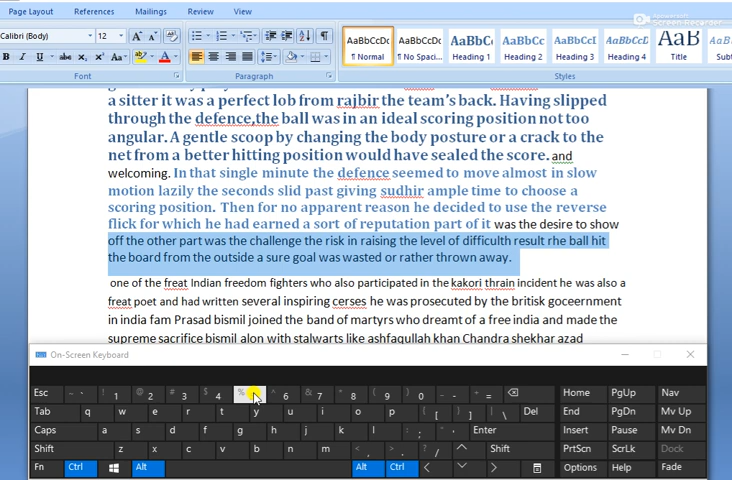 Page Layout References Mailings Review View
Screen Recorder
Calibri (Body) 12 A A Aa
B I U abc x₂ x² Aa ab A
AaBbCcDc AaBbCcDc AaBbCc AaBbCc AaBbCcI AaBbCcD AaB AaBbCc
¶ Normal ¶ No Spaci... Heading 1 Heading 2 Heading 3 Heading 4 Title Subt
Font Paragraph Styles
a sitter it was a perfect lob from rajbir the team's back. Having slipped
through the defence,the ball was in an ideal scoring position not too
angular. A gentle scoop by changing the body posture or a crack to the
net from a better hitting position would have sealed the score. and
welcoming. In that single minute the defence seemed to move almost in slow
motion lazily the seconds slid past giving sudhir ample time to choose a
scoring position. Then for no apparent reason he decided to use the reverse
flick for which he had earned a sort of reputation part of it was the desire to show
off the other part was the challenge the risk in raising the level of difficulth result rhe ball hit
the board from the outside a sure goal was wasted or rather thrown away.
one of the freat Indian freedom fighters who also participated in the kakori thrain incident he was also a
freat poet and had written several inspiring cerses he was prosecuted by the britisk goceernment
in india fam Prasad bismil joined the band of martyrs who dreamt of a free india and made the
supreme sacrifice bismil alon with stalwarts like ashfaqullah khan Chandra shekhar azad
On-Screen Keyboard
Esc ~ ` ! 1 @ 2 # 3 $ 4 % ^ 6 & 7 * 8 ( 9 ) 0 _ - + = Home PgUp Nav
Tab q w e r t y u i o p { [ } ] | \ Del End PgDn Mv Up
Caps a s d f g h j k l : ; " ' Enter Insert Pause Mv Dn
Shift z x c v b n m < , > . ? / Shift PrtScn ScrLk Dock
Fn Ctrl Alt Alt Ctrl Options Help Fade